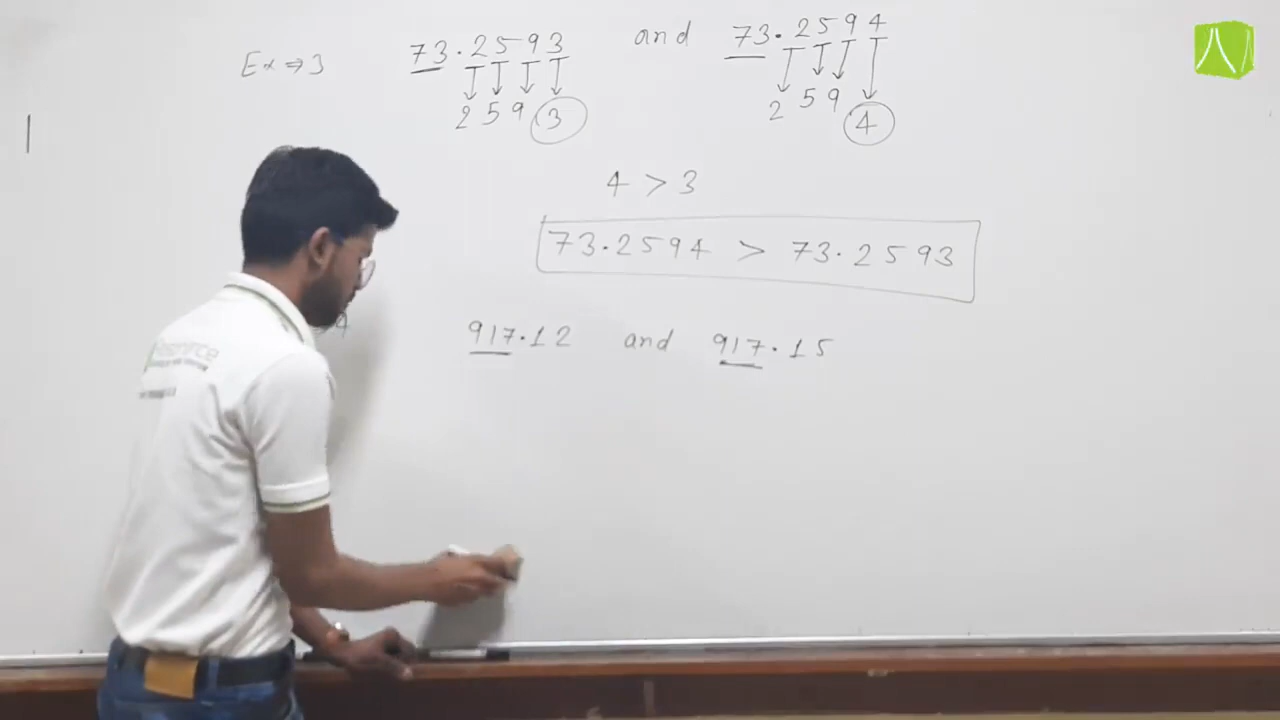 Ex ⇒ 3 73.2593 and 73.2594
2 5 9 3 2 5 9 4
4 > 3
73.2594 > 73.2593
917.12 and 917.15